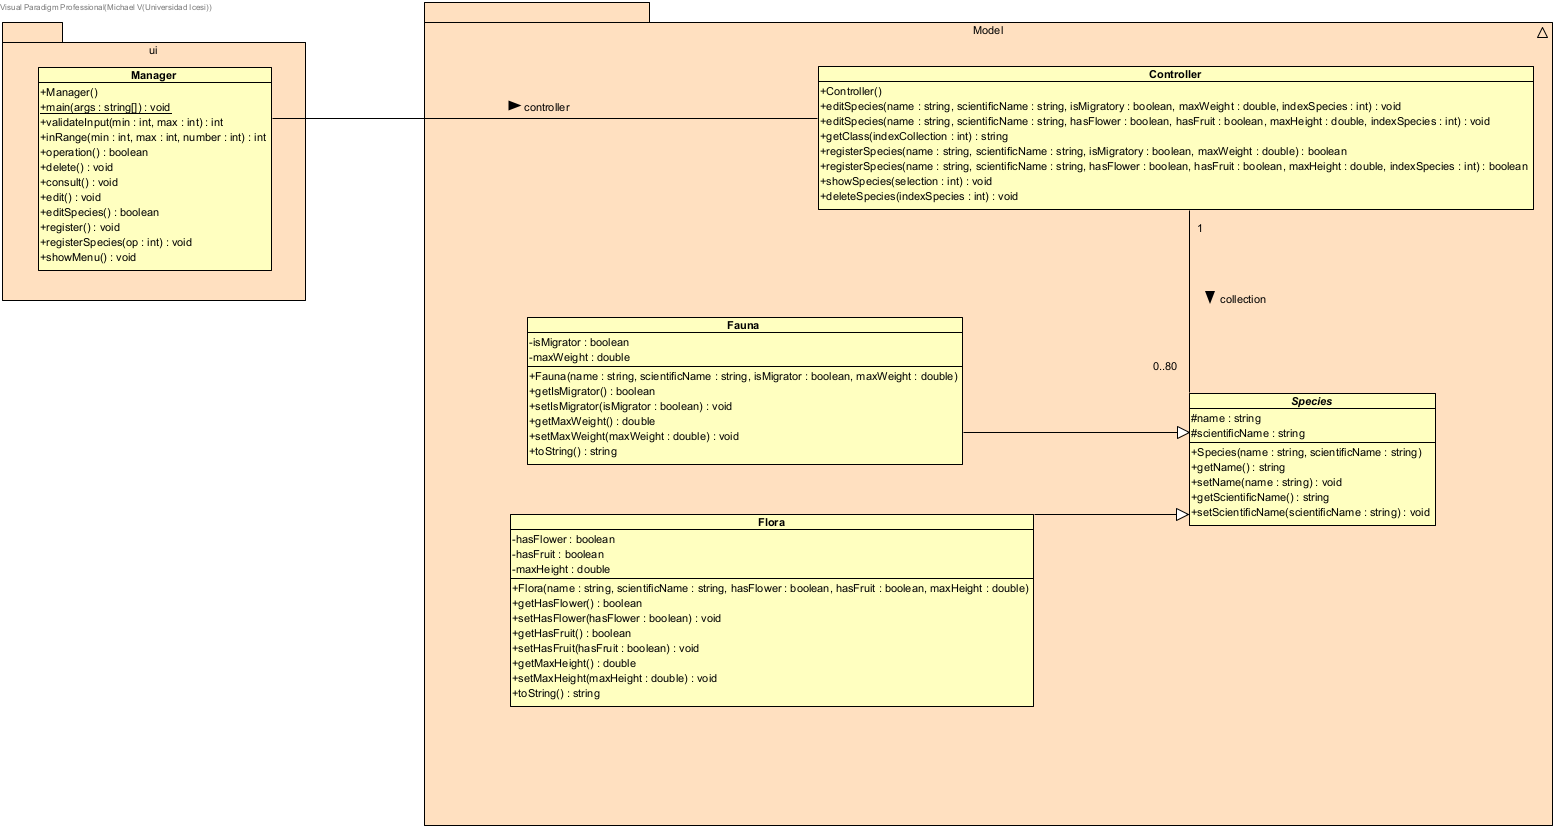 Visual Paradigm Professional(Michael V(Universidad Icesi))
ui
Manager
+Manager()
+main(args : string[]) : void
+validateInput(min : int, max : int) : int
+inRange(min : int, max : int, number : int) : int
+operation() : boolean
+delete() : void
+consult() : void
+edit() : void
+editSpecies() : boolean
+register() : void
+registerSpecies(op : int) : void
+showMenu() : void
controller
Model
Controller
+Controller()
+editSpecies(name : string, scientificName : string, isMigratory : boolean, maxWeight : double, indexSpecies : int) : void
+editSpecies(name : string, scientificName : string, hasFlower : boolean, hasFruit : boolean, maxHeight : double, indexSpecies : int) : void
+getClass(indexCollection : int) : string
+registerSpecies(name : string, scientificName : string, isMigratory : boolean, maxWeight : double) : boolean
+registerSpecies(name : string, scientificName : string, hasFlower : boolean, hasFruit : boolean, maxHeight : double, indexSpecies : int) : boolean
+showSpecies(selection : int) : void
+deleteSpecies(indexSpecies : int) : void
1
collection
0..80
Fauna
-isMigrator : boolean
-maxWeight : double
+Fauna(name : string, scientificName : string, isMigrator : boolean, maxWeight : double)
+getIsMigrator() : boolean
+setIsMigrator(isMigrator : boolean) : void
+getMaxWeight() : double
+setMaxWeight(maxWeight : double) : void
+toString() : string
Species
#name : string
#scientificName : string
+Species(name : string, scientificName : string)
+getName() : string
+setName(name : string) : void
+getScientificName() : string
+setScientificName(scientificName : string) : void
Flora
-hasFlower : boolean
-hasFruit : boolean
-maxHeight : double
+Flora(name : string, scientificName : string, hasFlower : boolean, hasFruit : boolean, maxHeight : double)
+getHasFlower() : boolean
+setHasFlower(hasFlower : boolean) : void
+getHasFruit() : boolean
+setHasFruit(hasFruit : boolean) : void
+getMaxHeight() : double
+setMaxHeight(maxHeight : double) : void
+toString() : string